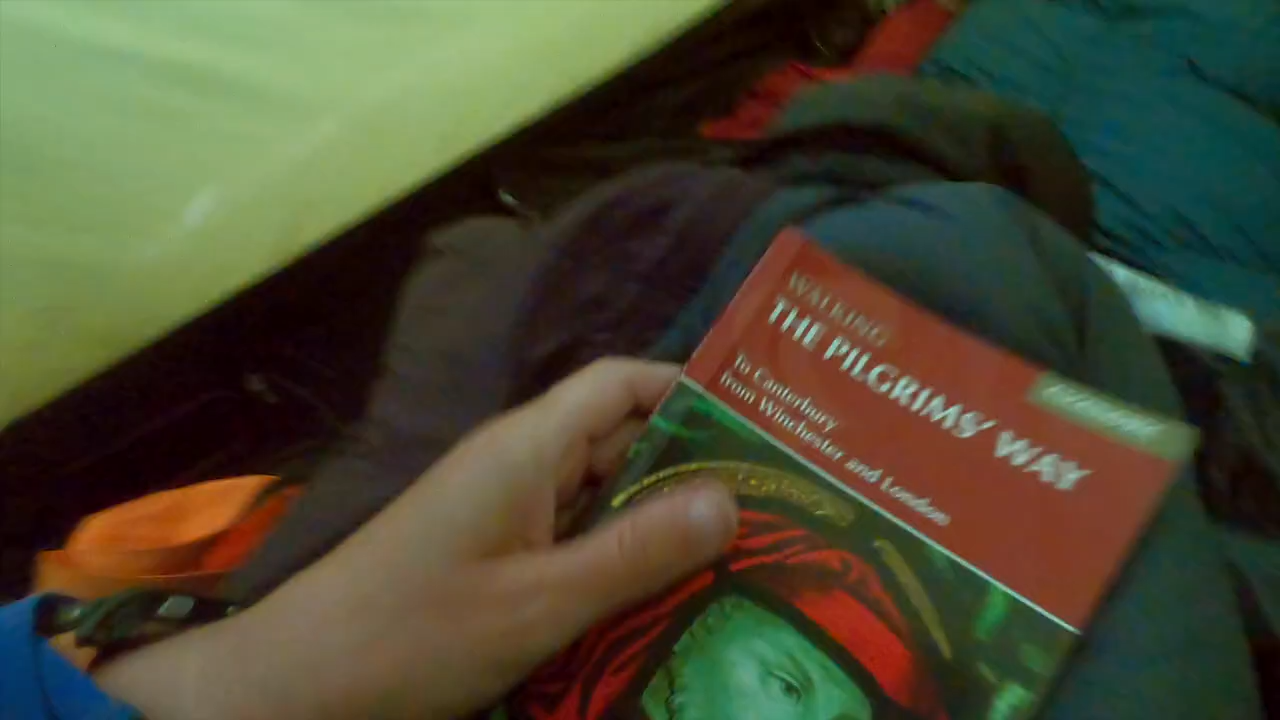 WALKING
THE PILGRIMS' WAY
To Canterbury
from Winchester and London